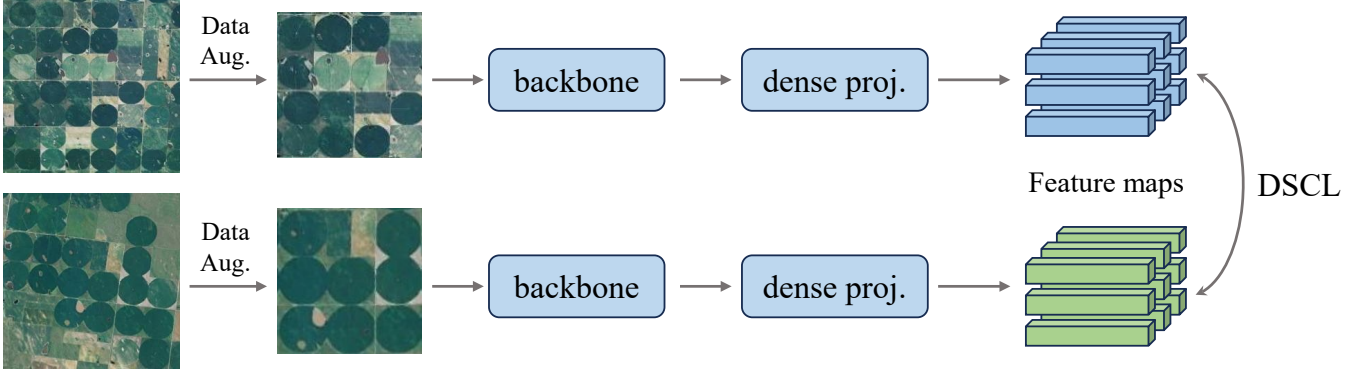 Data
Aug.
backbone
dense proj.
Feature maps
DSCL
Data
Aug.
backbone
dense proj.